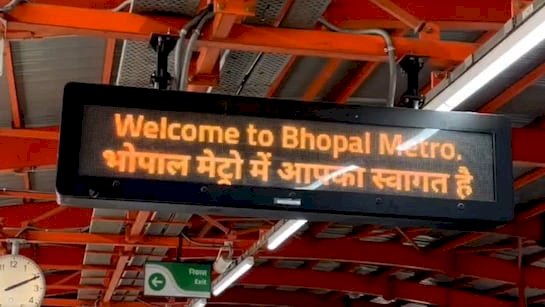 Welcome to Bhopal Metro.
भोपाल मेट्रो में आपका स्वागत है
निकास
Exit